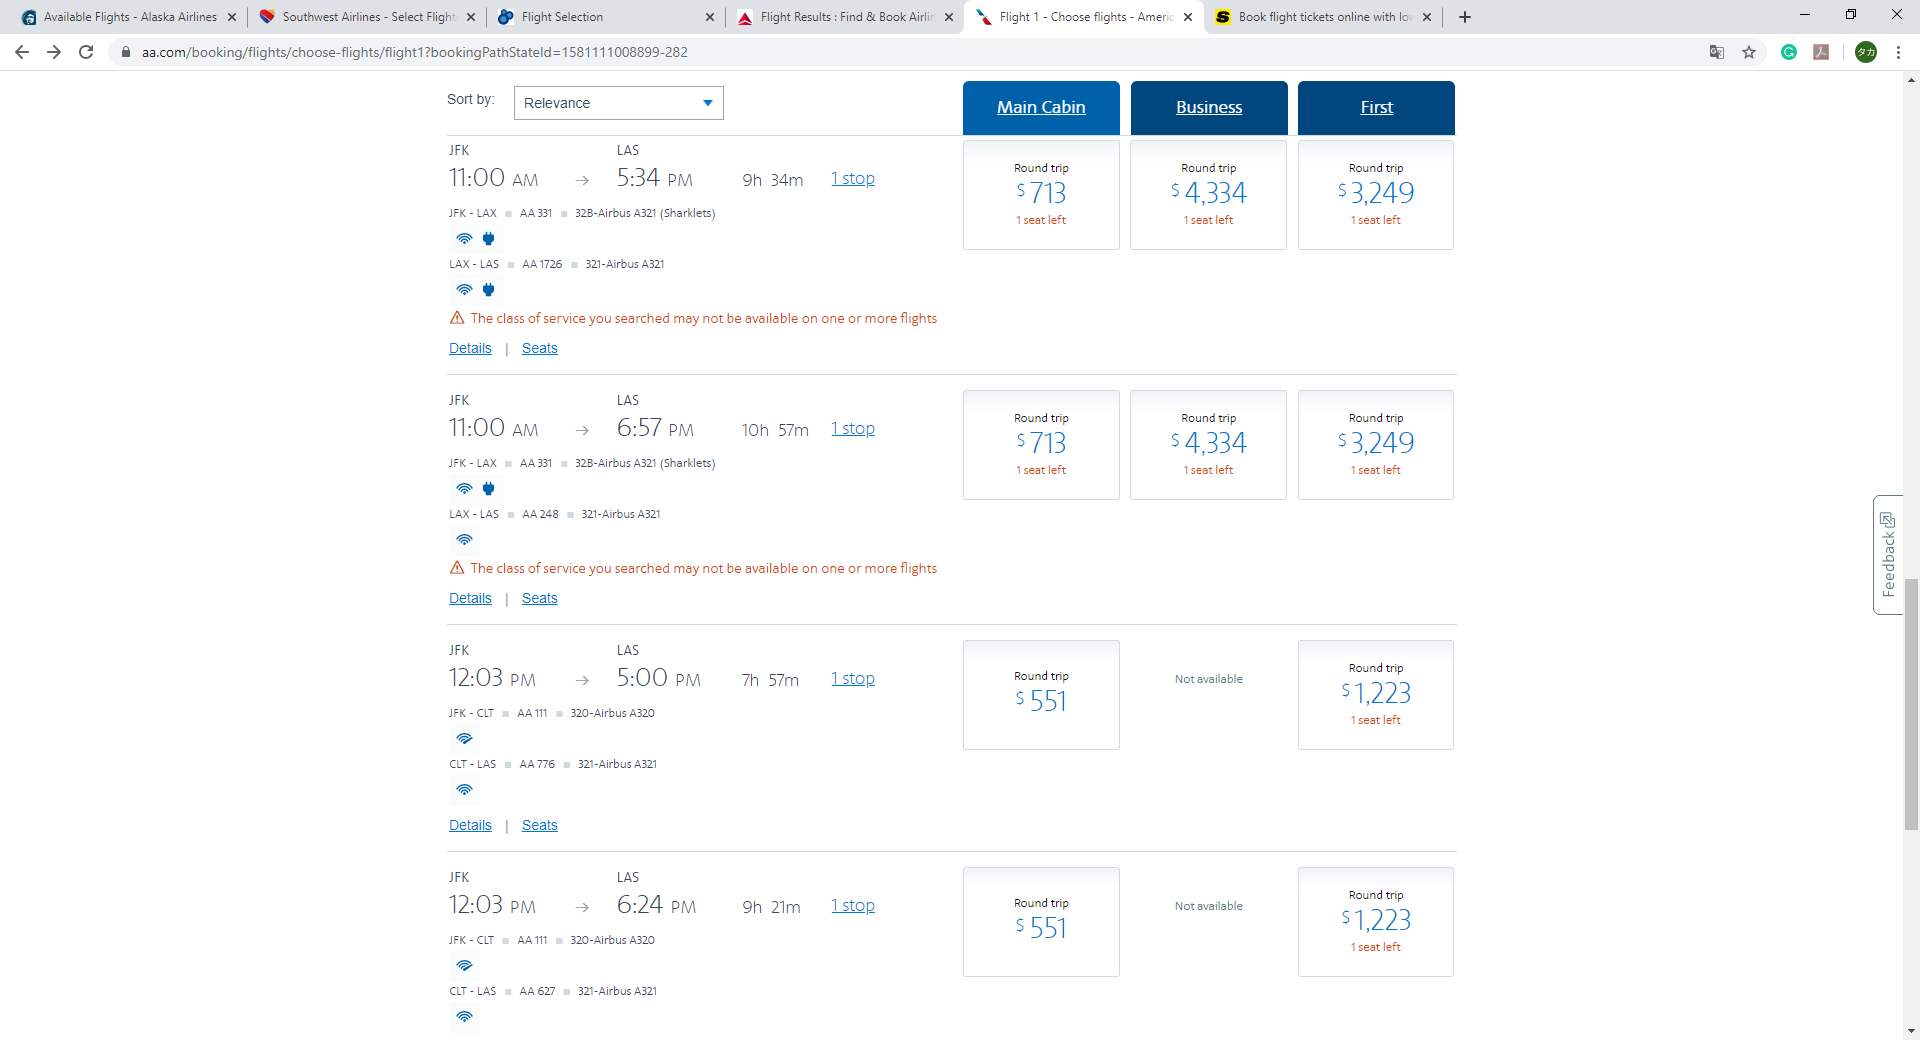 Available Flights - Alaska Airlines
Southwest Airlines - Select Flight
Flight Selection
Flight Results : Find & Book Airlin
Flight 1 - Choose flights - Americ
Book flight tickets online with lo
aa.com/booking/flights/choose-flights/flight1?bookingPathStateId=1581111008899-282
タカ
Sort by: Relevance
Main Cabin Business First
JFK LAS
11:00 AM → 5:34 PM 9h 34m 1 stop
Round trip Round trip Round trip
$713 $4,334 $3,249
1 seat left 1 seat left 1 seat left
JFK - LAX AA 331 32B-Airbus A321 (Sharklets)
LAX - LAS AA 1726 321-Airbus A321
The class of service you searched may not be available on one or more flights
Details | Seats
JFK LAS
11:00 AM → 6:57 PM 10h 57m 1 stop
Round trip Round trip Round trip
$713 $4,334 $3,249
1 seat left 1 seat left 1 seat left
JFK - LAX AA 331 32B-Airbus A321 (Sharklets)
LAX - LAS AA 248 321-Airbus A321
The class of service you searched may not be available on one or more flights
Details | Seats
Feedback
JFK LAS
12:03 PM → 5:00 PM 7h 57m 1 stop
Round trip Not available Round trip
$551 $1,223
1 seat left
JFK - CLT AA 111 320-Airbus A320
CLT - LAS AA 776 321-Airbus A321
Details | Seats
JFK LAS
12:03 PM → 6:24 PM 9h 21m 1 stop
Round trip Not available Round trip
$551 $1,223
1 seat left
JFK - CLT AA 111 320-Airbus A320
CLT - LAS AA 627 321-Airbus A321